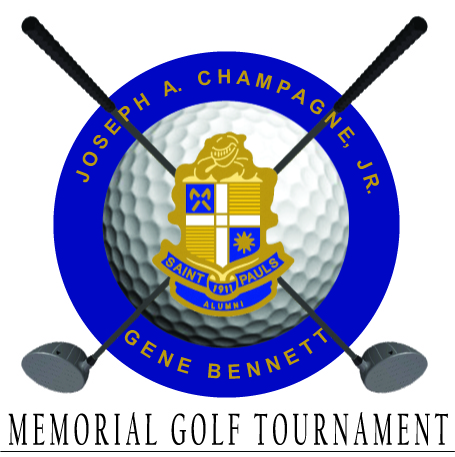 JOSEPH A. CHAMPAGNE, JR.
SAINT PAULS
1911
ALUMNI
GENE BENNETT
MEMORIAL GOLF TOURNAMENT